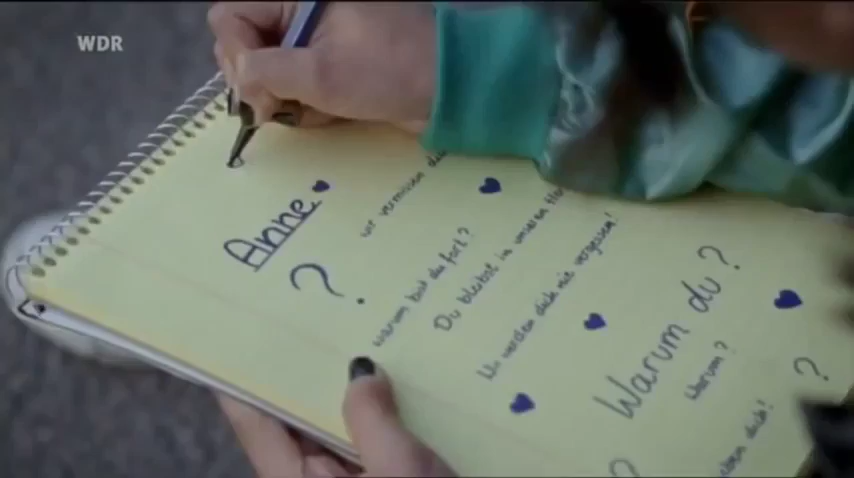 WDR
Anne
?
wir vermissen
warum bist du fort?
Du bleibst in unseren
Wir werden dich nie vergessen!
Warum du?
Warum?
?
dich!
?